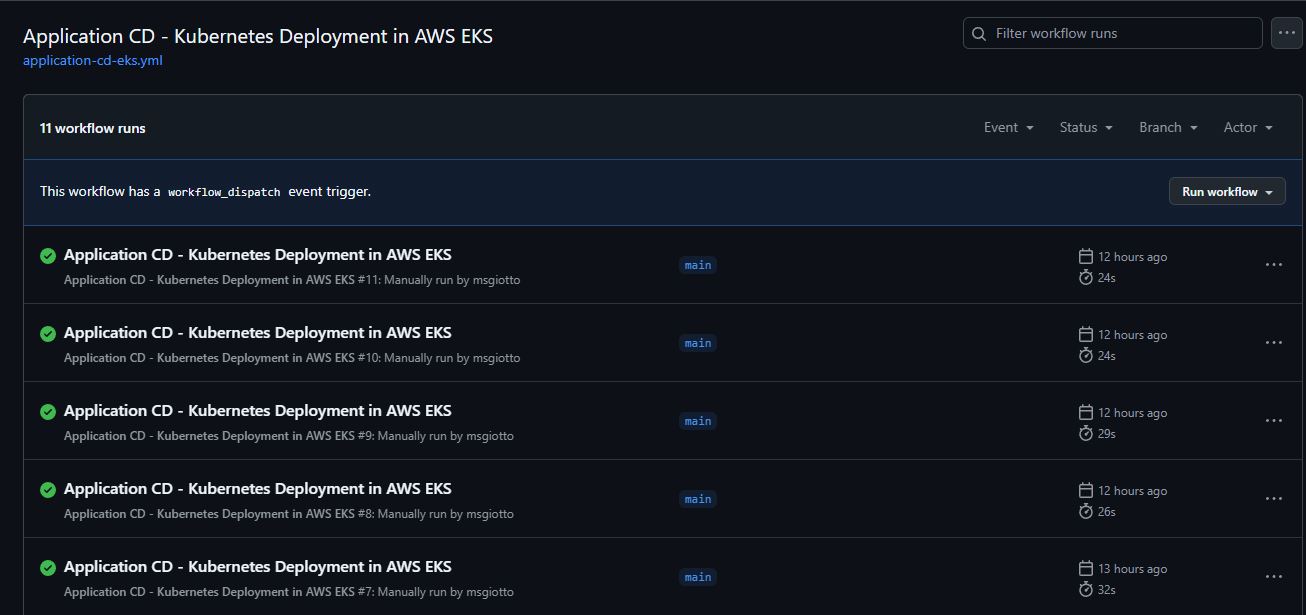 Application CD - Kubernetes Deployment in AWS EKS
Filter workflow runs
application-cd-eks.yml
11 workflow runs
Event
Status
Branch
Actor
This workflow has a workflow_dispatch event trigger.
Run workflow
Application CD - Kubernetes Deployment in AWS EKS
Application CD - Kubernetes Deployment in AWS EKS #11: Manually run by msgiotto
main
12 hours ago
24s
Application CD - Kubernetes Deployment in AWS EKS
Application CD - Kubernetes Deployment in AWS EKS #10: Manually run by msgiotto
main
12 hours ago
24s
Application CD - Kubernetes Deployment in AWS EKS
Application CD - Kubernetes Deployment in AWS EKS #9: Manually run by msgiotto
main
12 hours ago
29s
Application CD - Kubernetes Deployment in AWS EKS
Application CD - Kubernetes Deployment in AWS EKS #8: Manually run by msgiotto
main
12 hours ago
26s
Application CD - Kubernetes Deployment in AWS EKS
Application CD - Kubernetes Deployment in AWS EKS #7: Manually run by msgiotto
main
13 hours ago
32s